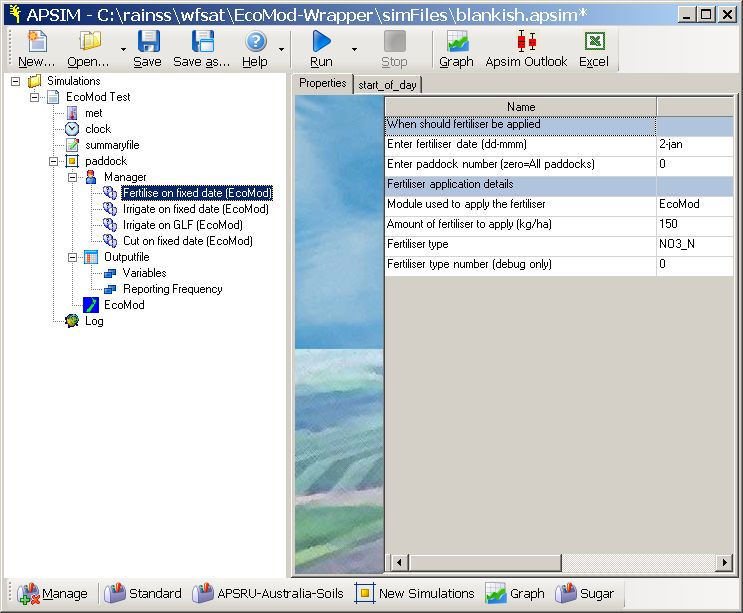 APSIM - C:\rainss\wfsat\EcoMod-Wrapper\simFiles\blankish.apsim*
New... Open... Save Save as... Help Run Stop Graph Apsim Outlook Excel
Simulations
EcoMod Test
met
clock
summaryfile
paddock
Manager
Fertilise on fixed date (EcoMod)
Irrigate on fixed date (EcoMod)
Irrigate on GLF (EcoMod)
Cut on fixed date (EcoMod)
Outputfile
Variables
Reporting Frequency
EcoMod
Log
Properties start_of_day
Name
When should fertiliser be applied
Enter fertiliser date (dd-mmm) 2-jan
Enter paddock number (zero=All paddocks) 0
Fertiliser application details
Module used to apply the fertiliser EcoMod
Amount of fertiliser to apply (kg/ha) 150
Fertiliser type NO3_N
Fertiliser type number (debug only) 0
Manage Standard APSRU-Australia-Soils New Simulations Graph Sugar